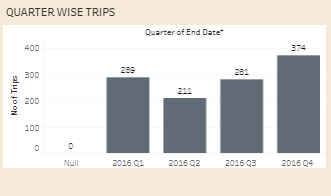 QUARTER WISE TRIPS
Quarter of End Date*
400
300
200
100
0
No of Trips
0
289
211
281
374
Null
2016 Q1
2016 Q2
2016 Q3
2016 Q4